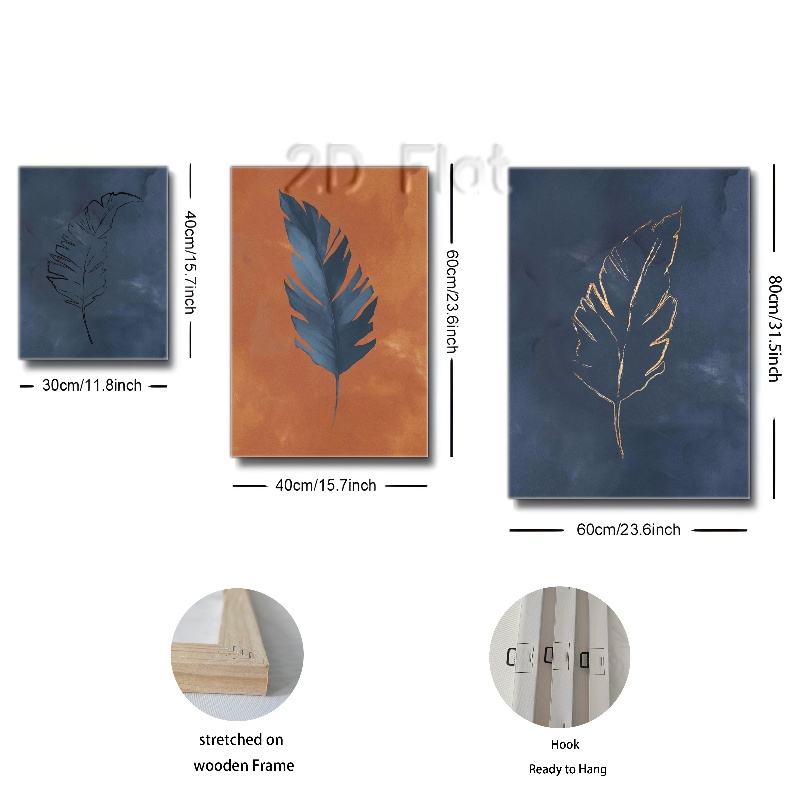 2D Flat
40cm/15.7inch
30cm/11.8inch
60cm/23.6inch
40cm/15.7inch
80cm/31.5inch
60cm/23.6inch
stretched on
wooden Frame
Hook
Ready to Hang